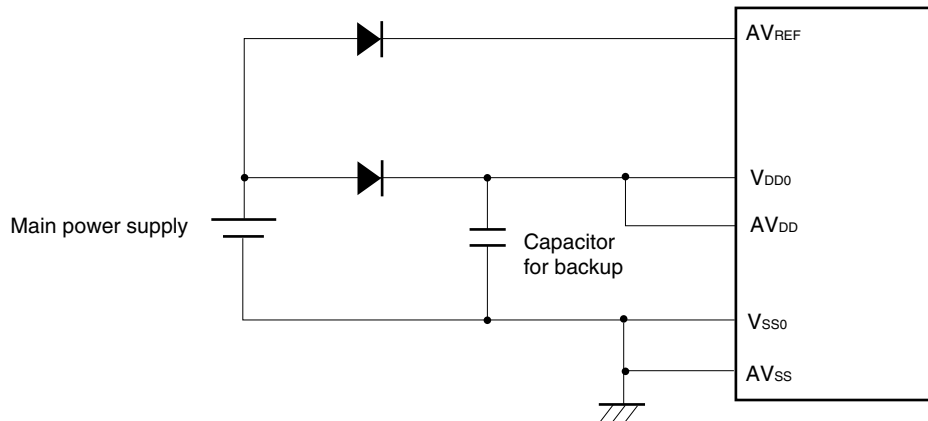 AVREF
VDD0
Main power supply
AVDD
Capacitor
for backup
VSS0
AVSS